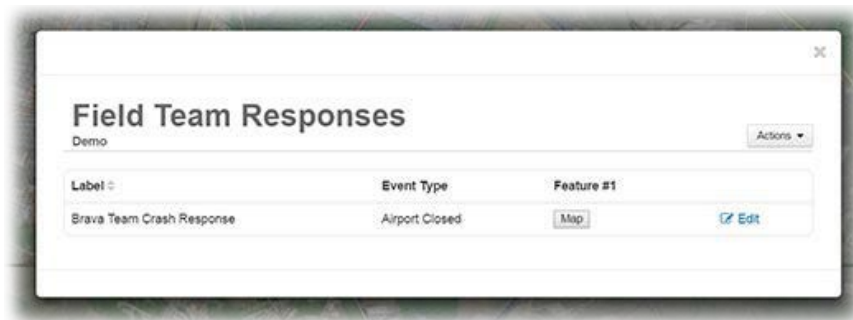 Field Team Responses
Demo
Actions
Label Event Type Feature #1
Brava Team Crash Response Airport Closed Map Edit